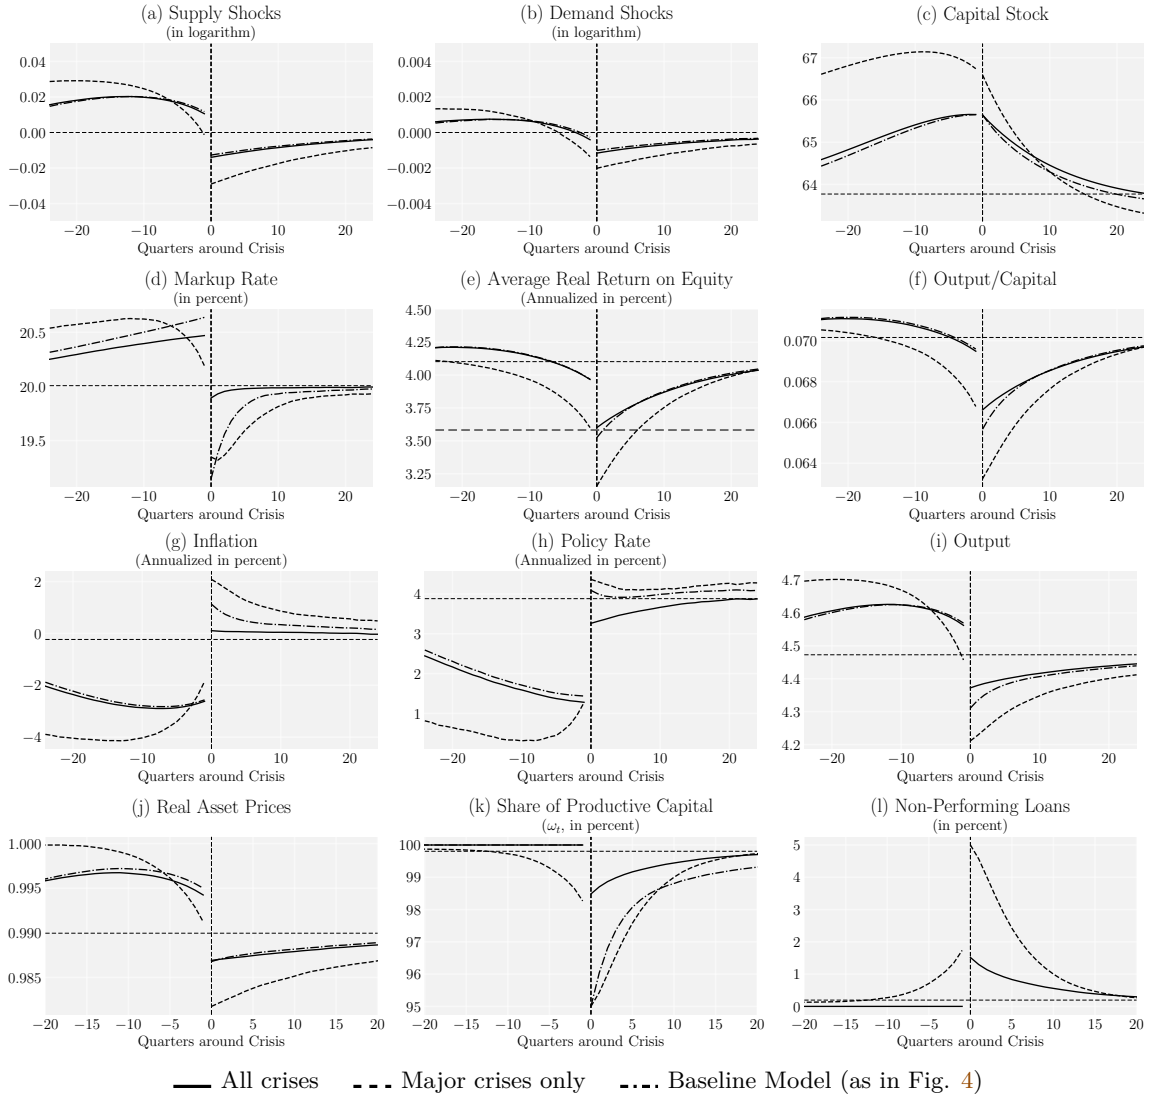 (a) Supply Shocks
(in logarithm)
0.04
0.02
0.00
−0.02
−0.04
−20 −10 0 10 20
Quarters around Crisis
(b) Demand Shocks
(in logarithm)
0.004
0.002
0.000
−0.002
−0.004
−20 −10 0 10 20
Quarters around Crisis
(c) Capital Stock
67
66
65
64
−20 −10 0 10 20
Quarters around Crisis
(d) Markup Rate
(in percent)
20.5
20.0
19.5
−20 −10 0 10 20
Quarters around Crisis
(e) Average Real Return on Equity
(Annualized in percent)
4.50
4.25
4.00
3.75
3.50
3.25
−20 −10 0 10 20
Quarters around Crisis
(f) Output/Capital
0.070
0.068
0.066
0.064
−20 −10 0 10 20
Quarters around Crisis
(g) Inflation
(Annualized in percent)
2
0
−2
−4
−20 −10 0 10 20
Quarters around Crisis
(h) Policy Rate
(Annualized in percent)
4
3
2
1
−20 −10 0 10 20
Quarters around Crisis
(i) Output
4.7
4.6
4.5
4.4
4.3
4.2
−20 −10 0 10 20
Quarters around Crisis
(j) Real Asset Prices
1.000
0.995
0.990
0.985
−20 −15 −10 −5 0 5 10 15 20
Quarters around Crisis
(k) Share of Productive Capital
(ωt, in percent)
100
99
98
97
96
95
−20 −15 −10 −5 0 5 10 15 20
Quarters around Crisis
(l) Non-Performing Loans
(in percent)
5
4
3
2
1
0
−20 −15 −10 −5 0 5 10 15 20
Quarters around Crisis
All crises Major crises only Baseline Model (as in Fig. 4)